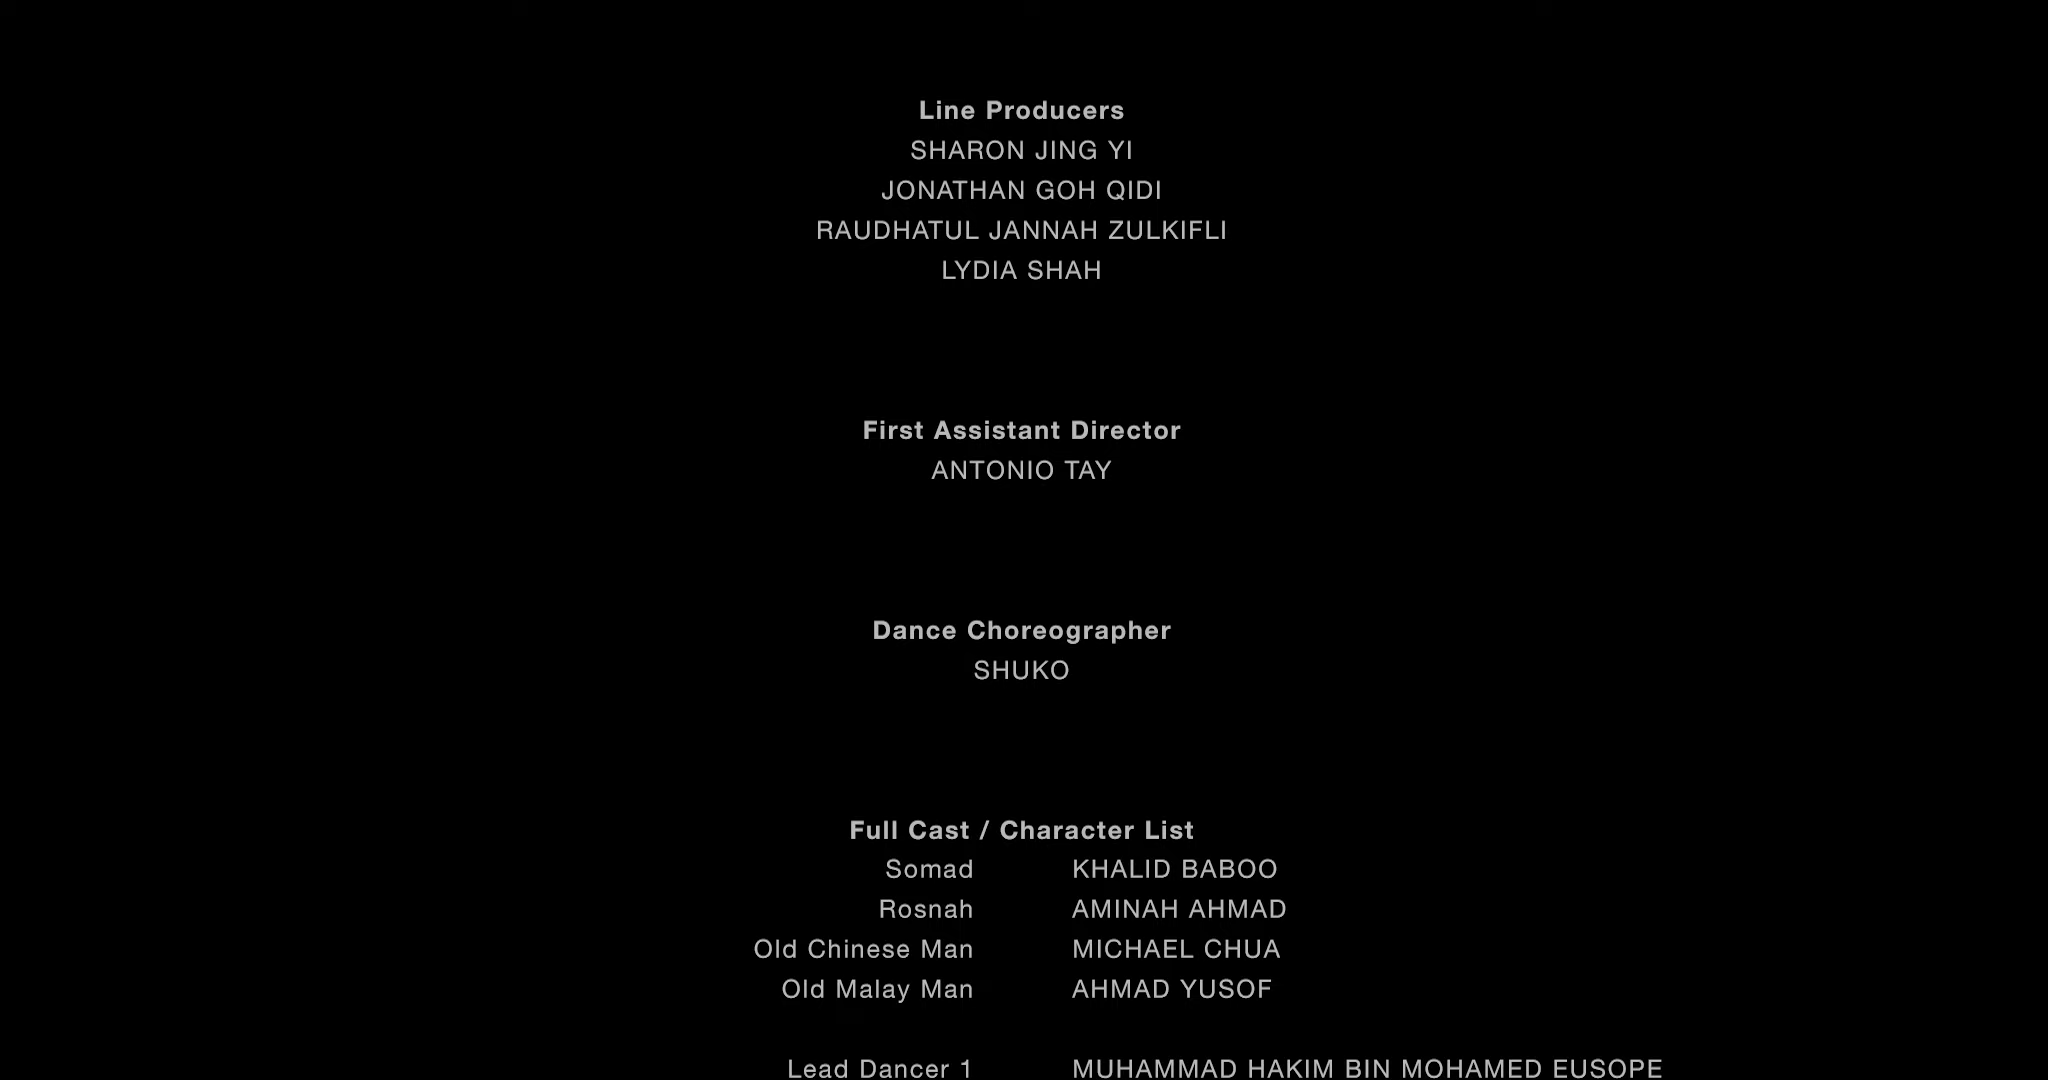 Line Producers
SHARON JING YI
JONATHAN GOH QIDI
RAUDHATUL JANNAH ZULKIFLI
LYDIA SHAH
First Assistant Director
ANTONIO TAY
Dance Choreographer
SHUKO
Full Cast / Character List
Somad KHALID BABOO
Rosnah AMINAH AHMAD
Old Chinese Man MICHAEL CHUA
Old Malay Man AHMAD YUSOF
Lead Dancer 1 MUHAMMAD HAKIM BIN MOHAMED EUSOPE